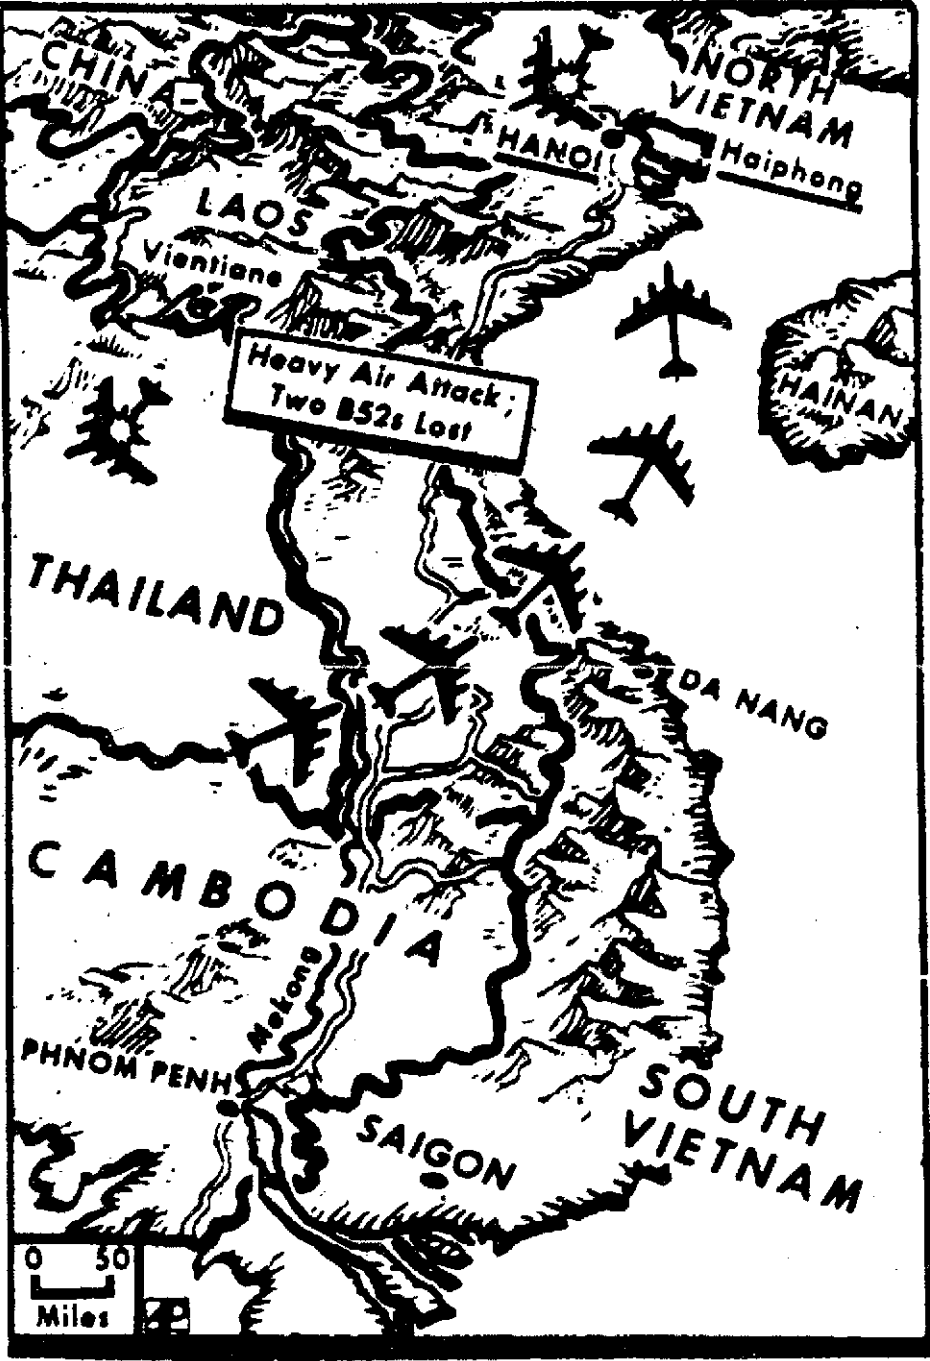 CHINA
NORTH
VIETNAM
HANOI
Haiphong
LAOS
Vientiane
Heavy Air Attack;
Two B52s Lost
HAINAN
THAILAND
DA NANG
CAMBODIA
Mekong
PHNOM PENH
SAIGON
SOUTH
VIETNAM
0 50
Miles
AP